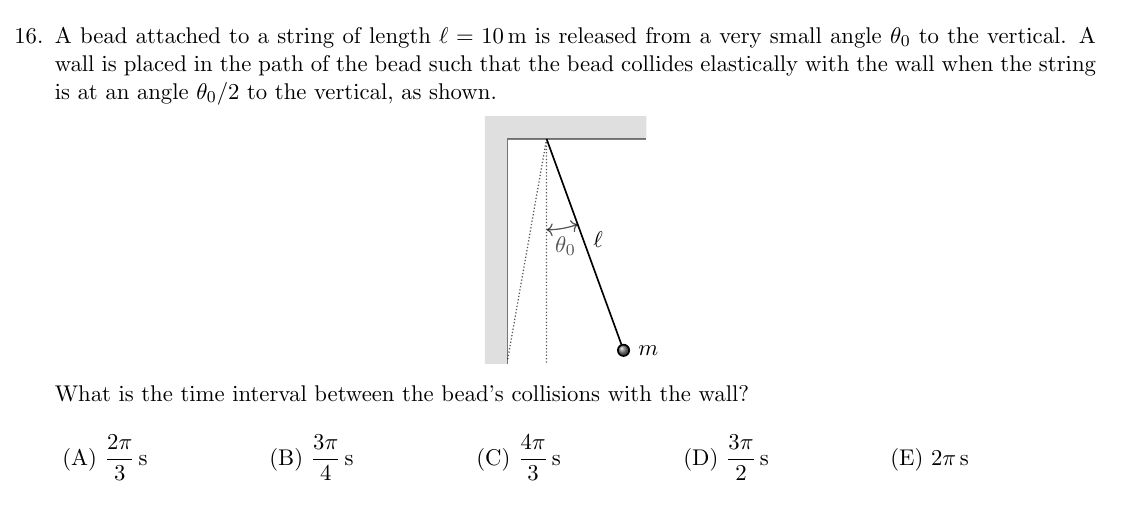 16. A bead attached to a string of length ℓ = 10 m is released from a very small angle θ₀ to the vertical. A
wall is placed in the path of the bead such that the bead collides elastically with the wall when the string
is at an angle θ₀/2 to the vertical, as shown.
θ₀ ℓ
m
What is the time interval between the bead's collisions with the wall?
(A) 2π/3 s (B) 3π/4 s (C) 4π/3 s (D) 3π/2 s (E) 2π s